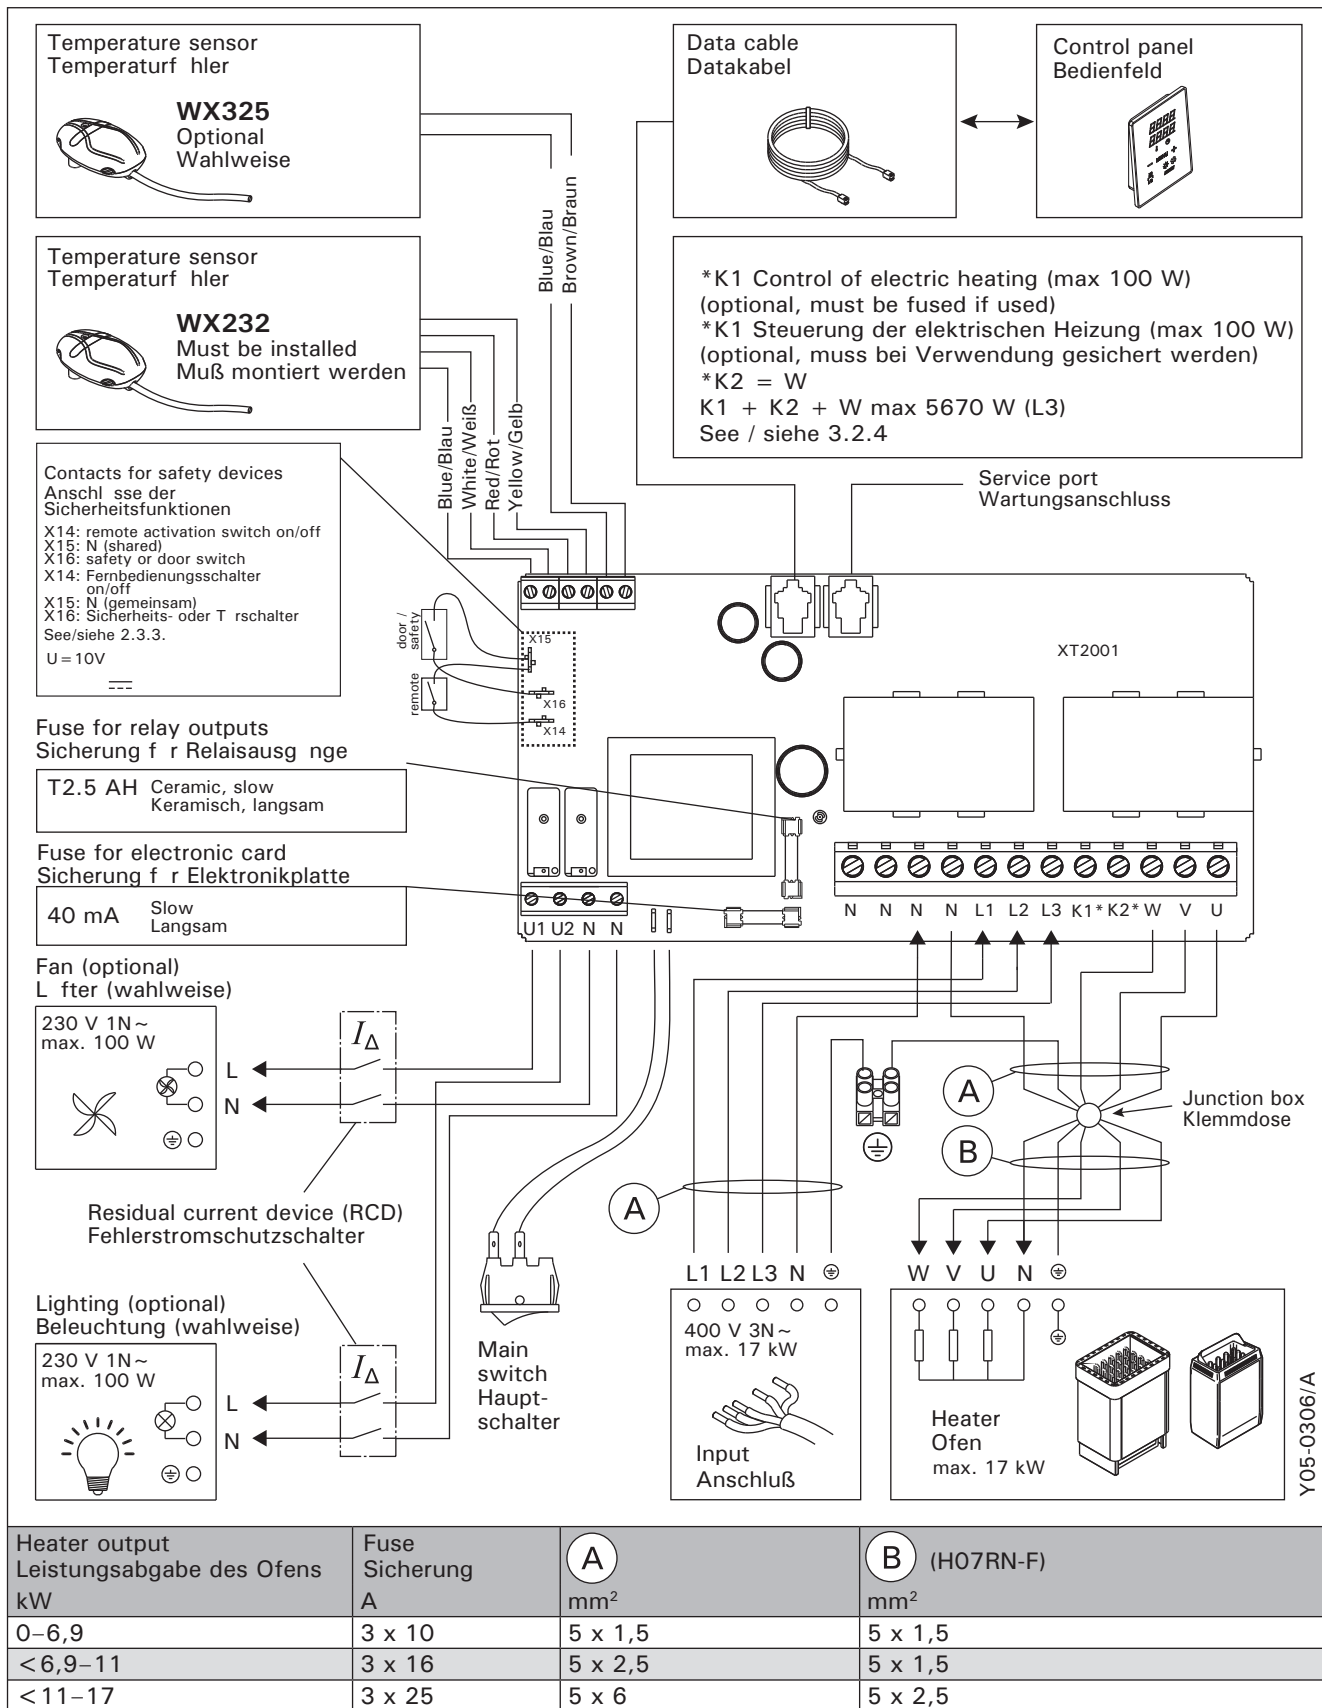 Temperature sensor
Temperaturf hler
WX325
Optional
Wahlweise
Data cable
Datakabel
Control panel
Bedienfeld
Blue/Blau
Brown/Braun
Temperature sensor
Temperaturf hler
WX232
Must be installed
Muß montiert werden
*K1 Control of electric heating (max 100 W)
(optional, must be fused if used)
*K1 Steuerung der elektrischen Heizung (max 100 W)
(optional, muss bei Verwendung gesichert werden)
*K2 = W
K1 + K2 + W max 5670 W (L3)
See / siehe 3.2.4
Blue/Blau
White/Weiß
Red/Rot
Yellow/Gelb
Contacts for safety devices
Anschl sse der
Sicherheitsfunktionen
X14: remote activation switch on/off
X15: N (shared)
X16: safety or door switch
X14: Fernbedienungsschalter
on/off
X15: N (gemeinsam)
X16: Sicherheits- oder T rschalter
See/siehe 2.3.3.
U=10V
Service port
Wartungsanschluss
door /
safety
remote
X15
X16
X14
XT2001
Fuse for relay outputs
Sicherung f r Relaisausg nge
T2.5 AH
Ceramic, slow
Keramisch, langsam
Fuse for electronic card
Sicherung f r Elektronikplatte
40 mA
Slow
Langsam
U1 U2 N N
N N N N L1 L2 L3 K1* K2* W V U
Fan (optional)
L fter (wahlweise)
230 V 1N~
max. 100 W
L
N
I∆
Residual current device (RCD)
Fehlerstromschutzschalter
Lighting (optional)
Beleuchtung (wahlweise)
230 V 1N~
max. 100 W
L
N
I∆
Main
switch
Haupt-
schalter
A
A
B
Junction box
Klemmdose
L1 L2 L3 N
400 V 3N~
max. 17 kW
Input
Anschluß
W V U N
Heater
Ofen
max. 17 kW
Y05-0306/A
Heater output
Leistungsabgabe des Ofens
kW
Fuse
Sicherung
A
A
mm²
B (H07RN-F)
mm²
0–6,9 3 x 10 5 x 1,5 5 x 1,5
<6,9–11 3 x 16 5 x 2,5 5 x 1,5
<11–17 3 x 25 5 x 6 5 x 2,5